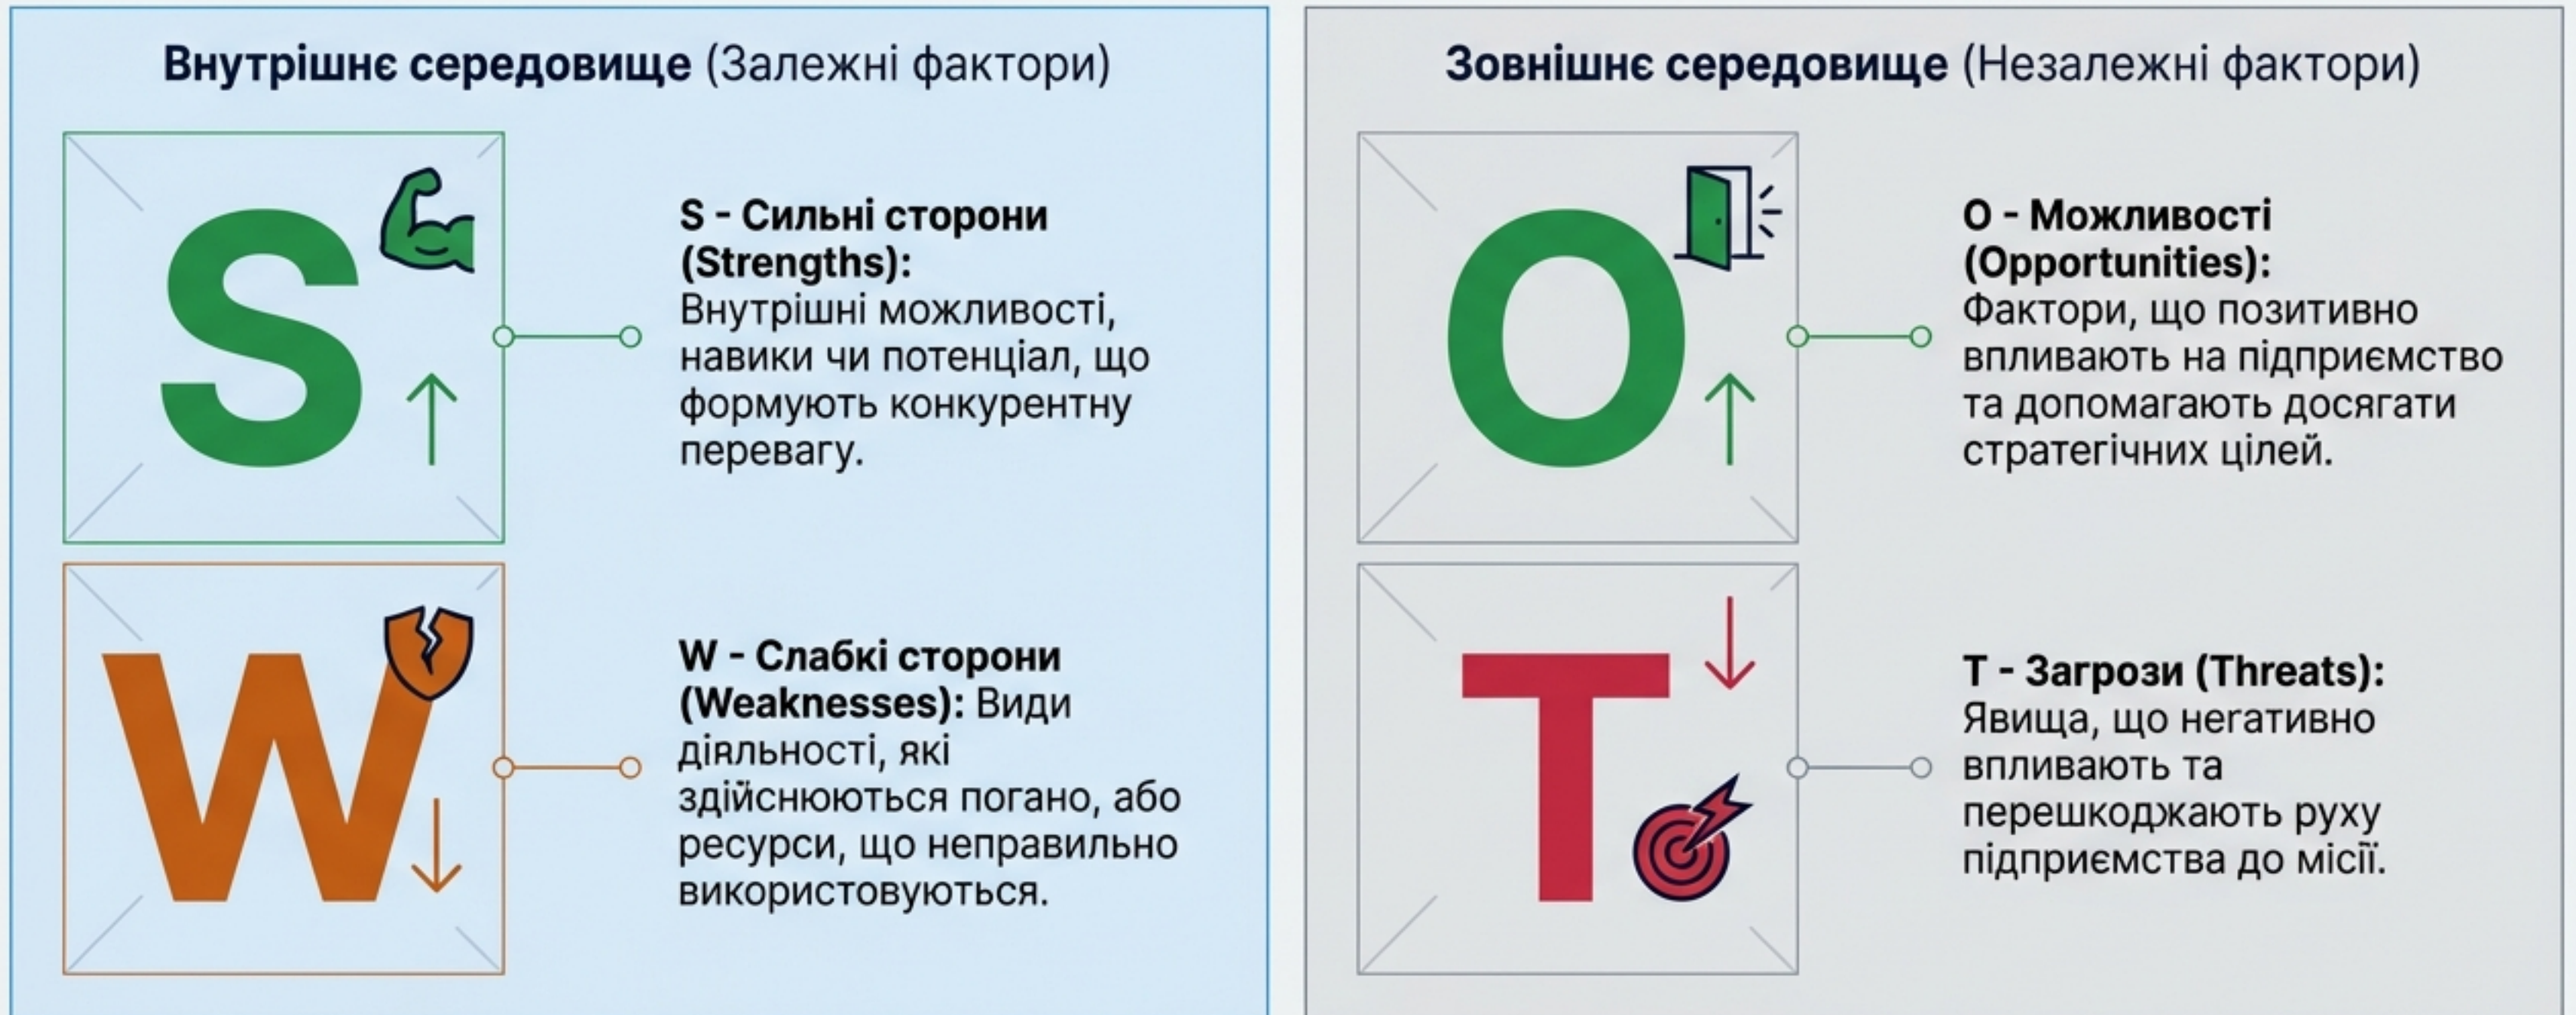 Внутрішнє середовище (Залежні фактори)
S
S - Сильні сторони
(Strengths):
Внутрішні можливості,
навики чи потенціал, що
формують конкурентну
перевагу.
W
W - Слабкі сторони
(Weaknesses): Види
діяльності, які
здійснюються погано, або
ресурси, що неправильно
використовуються.
Зовнішнє середовище (Незалежні фактори)
O
O - Можливості
(Opportunities):
Фактори, що позитивно
впливають на підприємство
та допомагають досягати
стратегічних цілей.
T
T - Загрози (Threats):
Явища, що негативно
впливають та
перешкоджають руху
підприємства до місії.